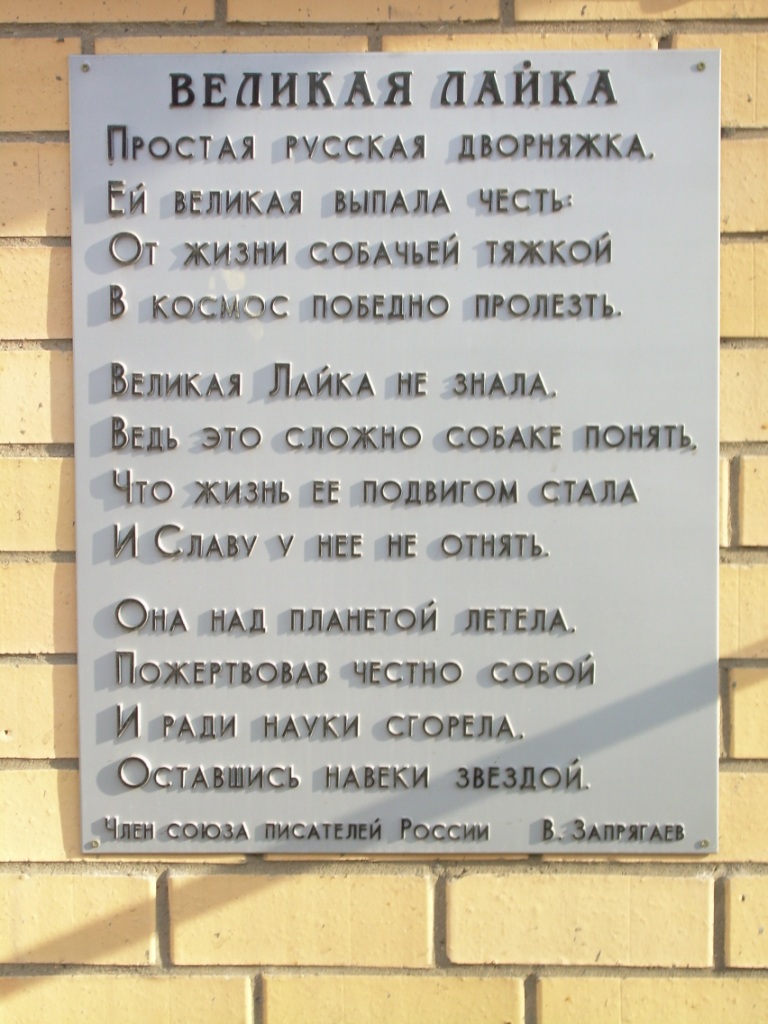 ВЕЛИКАЯ ЛАЙКА
Простая русская дворняжка,
Ей великая выпала честь:
От жизни собачьей тяжкой
В космос победно пролезть.
Великая Лайка не знала,
Ведь это сложно собаке понять,
Что жизнь ее подвигом стала
И Славу у нее не отнять.
Она над планетой летела,
Пожертвовав честно собой
И ради науки сгорела,
Оставшись навеки звездой.
Член союза писателей России В. Запрягаев